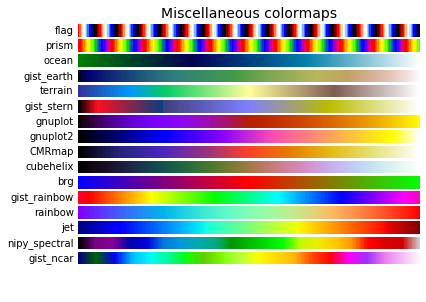 Miscellaneous colormaps
flag
prism
ocean
gist_earth
terrain
gist_stern
gnuplot
gnuplot2
CMRmap
cubehelix
brg
gist_rainbow
rainbow
jet
nipy_spectral
gist_ncar